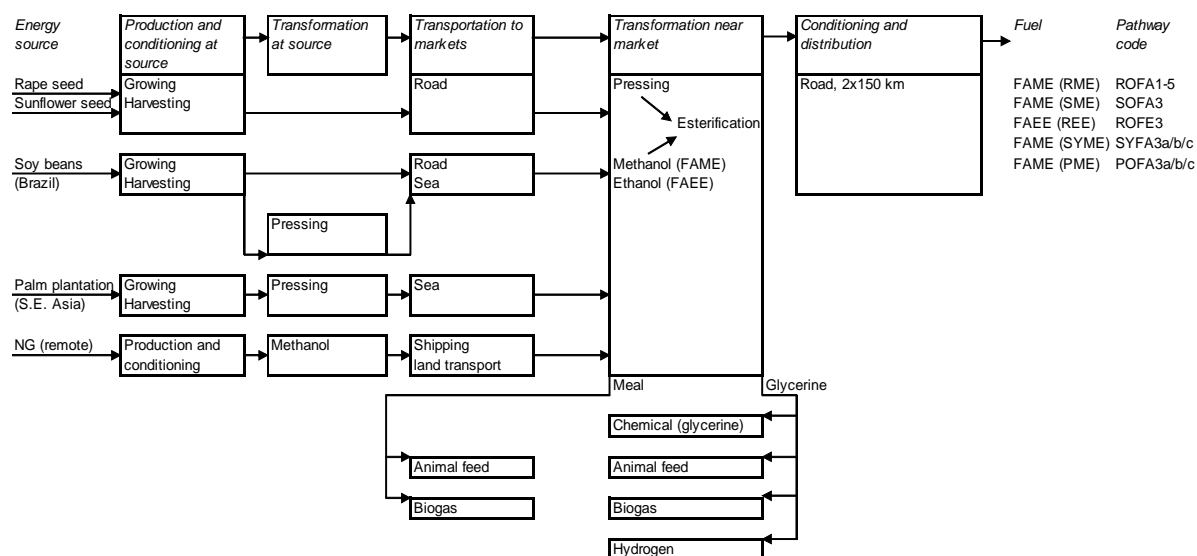 Energy source
Production and conditioning at source
Transformation at source
Transportation to markets
Transformation near market
Conditioning and distribution
Fuel
Pathway code
Rape seed
Sunflower seed
Growing
Harvesting
Road
Pressing
Esterification
Methanol (FAME)
Ethanol (FAEE)
Road, 2x150 km
FAME (RME) ROFA1-5
FAME (SME) SOFA3
FAEE (REE) ROFE3
FAME (SYME) SYFA3a/b/c
FAME (PME) POFA3a/b/c
Soy beans
(Brazil)
Growing
Harvesting
Road
Sea
Pressing
Palm plantation
(S.E. Asia)
Growing
Harvesting
Pressing
Sea
NG (remote)
Production and
conditioning
Methanol
Shipping
land transport
Meal
Glycerine
Chemical (glycerine)
Animal feed
Animal feed
Biogas
Biogas
Hydrogen